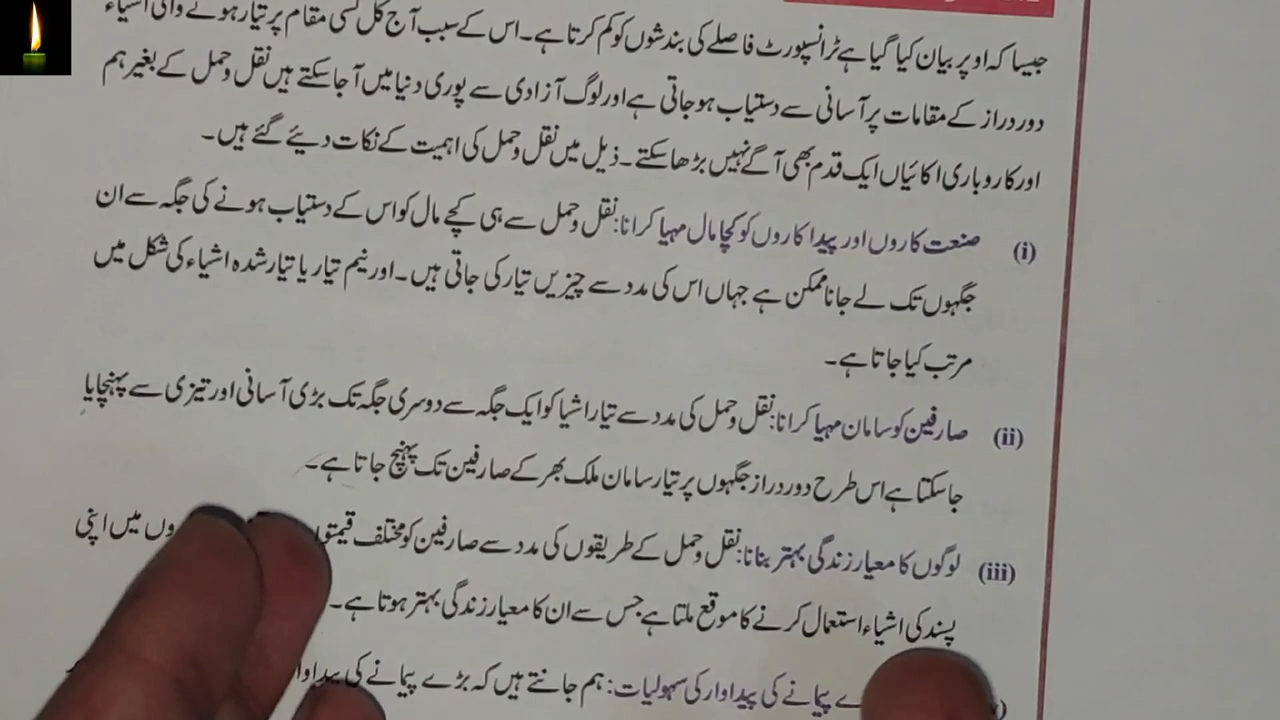 جیسا کہ اوپر بیان کیا گیا ہے ٹرانسپورٹ فاصلے کی بندشوں کو کم کرتا ہے۔ اس کے سبب آج کل کسی مقام پر تیار ہونے والی اشیاء
دور دراز کے مقامات پر آسانی سے دستیاب ہو جاتی ہے اور لوگ آزادی سے پوری دنیا میں آ جا سکتے ہیں نقل و حمل کے بغیر ہم
اور کاروباری اکائیاں ایک قدم بھی آگے نہیں بڑھا سکتے۔ ذیل میں نقل و حمل کی اہمیت کے نکات دیئے گئے ہیں۔
(i) صنعت کاروں اور پیدا کاروں کو کچا مال مہیا کرانا: نقل و حمل سے ہی کچے مال کو اس کے دستیاب ہونے کی جگہ سے ان
جگہوں تک لے جانا ممکن ہے جہاں اس کی مدد سے چیزیں تیار کی جاتی ہیں۔ اور نیم تیار یا تیار شدہ اشیاء کی شکل میں
مرتب کیا جاتا ہے۔
(ii) صارفین کو سامان مہیا کرانا: نقل و حمل کی مدد سے تیار اشیا کو ایک جگہ سے دوسری جگہ تک بڑی آسانی اور تیزی سے پہنچایا
جاسکتا ہے اس طرح دور دراز جگہوں پر تیار سامان ملک بھر کے صارفین تک پہنچ جاتا ہے۔
(iii) لوگوں کا معیار زندگی بہتر بنانا: نقل و حمل کے طریقوں کی مدد سے صارفین کو مختلف میں اپنی
پسند کی اشیاء استعمال کرنے کا موقع ملتا ہے جس سے ان کا معیار زندگی بہتر ہوتا ہے۔
پیمانے کی پیداوار کی سہولیات: ہم جانتے ہیں کہ بڑے پیمانے کی